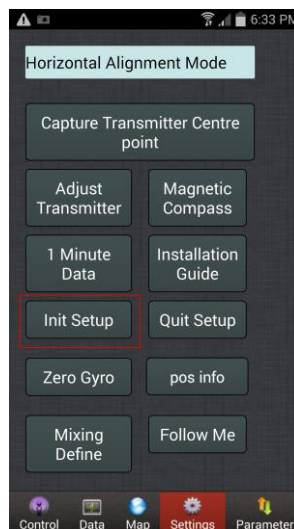 6:33 PM
Horizontal Alignment Mode
Capture Transmitter Centre
point
Adjust
Transmitter
Magnetic
Compass
1 Minute
Data
Installation
Guide
Init Setup
Quit Setup
Zero Gyro
pos info
Mixing
Define
Follow Me
Control
Data
Map
Settings
Parameter